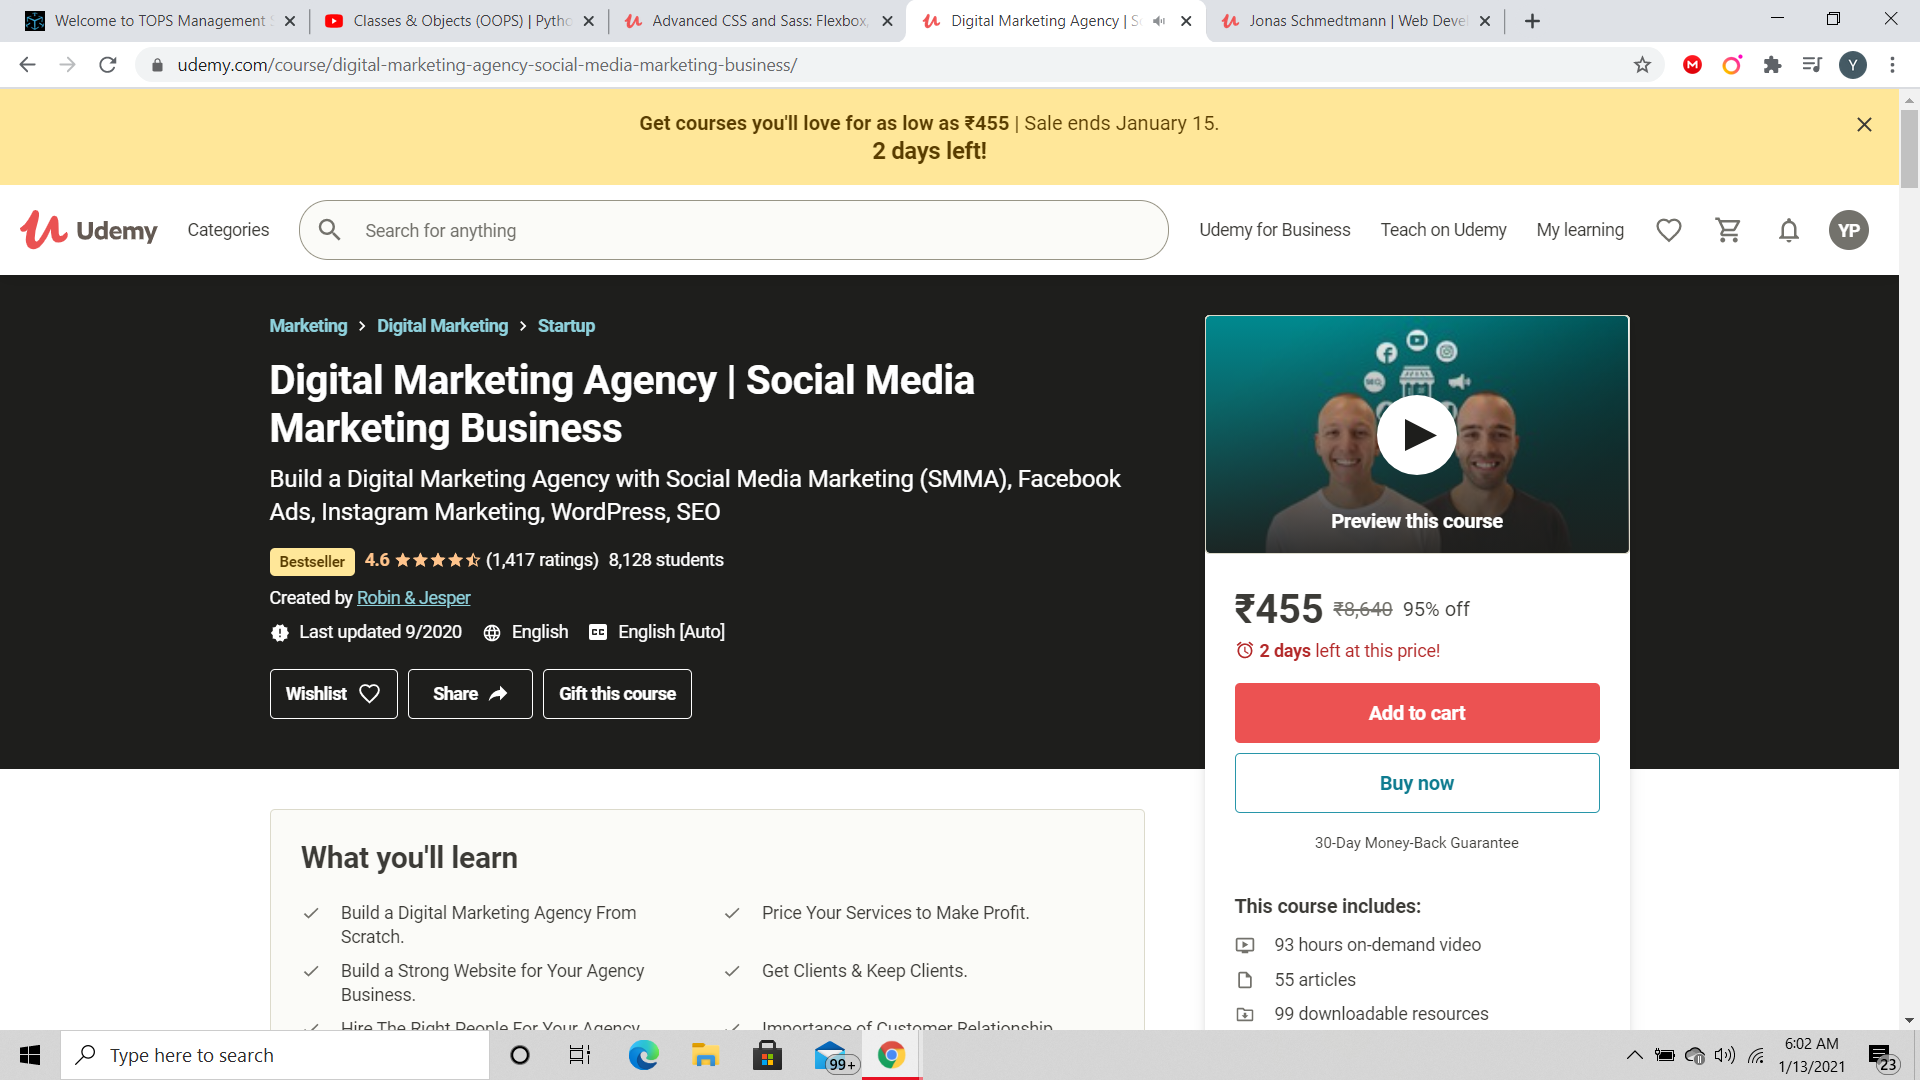 Welcome to TOPS Management S
Classes & Objects (OOPS) | Pytho
Advanced CSS and Sass: Flexbox,
Digital Marketing Agency | So
Jonas Schmedtmann | Web Devel
udemy.com/course/digital-marketing-agency-social-media-marketing-business/
Y
Get courses you'll love for as low as ₹455 | Sale ends January 15.
2 days left!
Udemy
Categories
Search for anything
Udemy for Business
Teach on Udemy
My learning
YP
Marketing > Digital Marketing > Startup
Digital Marketing Agency | Social Media
Marketing Business
Build a Digital Marketing Agency with Social Media Marketing (SMMA), Facebook
Ads, Instagram Marketing, WordPress, SEO
Bestseller 4.6 (1,417 ratings) 8,128 students
Created by Robin & Jesper
Last updated 9/2020 English CC English [Auto]
Wishlist
Share
Gift this course
SEO
Preview this course
₹455 ₹8,640 95% off
2 days left at this price!
Add to cart
Buy now
30-Day Money-Back Guarantee
This course includes:
93 hours on-demand video
55 articles
99 downloadable resources
What you'll learn
Build a Digital Marketing Agency From
Scratch.
Price Your Services to Make Profit.
Build a Strong Website for Your Agency
Business.
Get Clients & Keep Clients.
Hire The Right People For Your Agency
Importance of Customer Relationship
Type here to search
99+
6:02 AM
1/13/2021
23